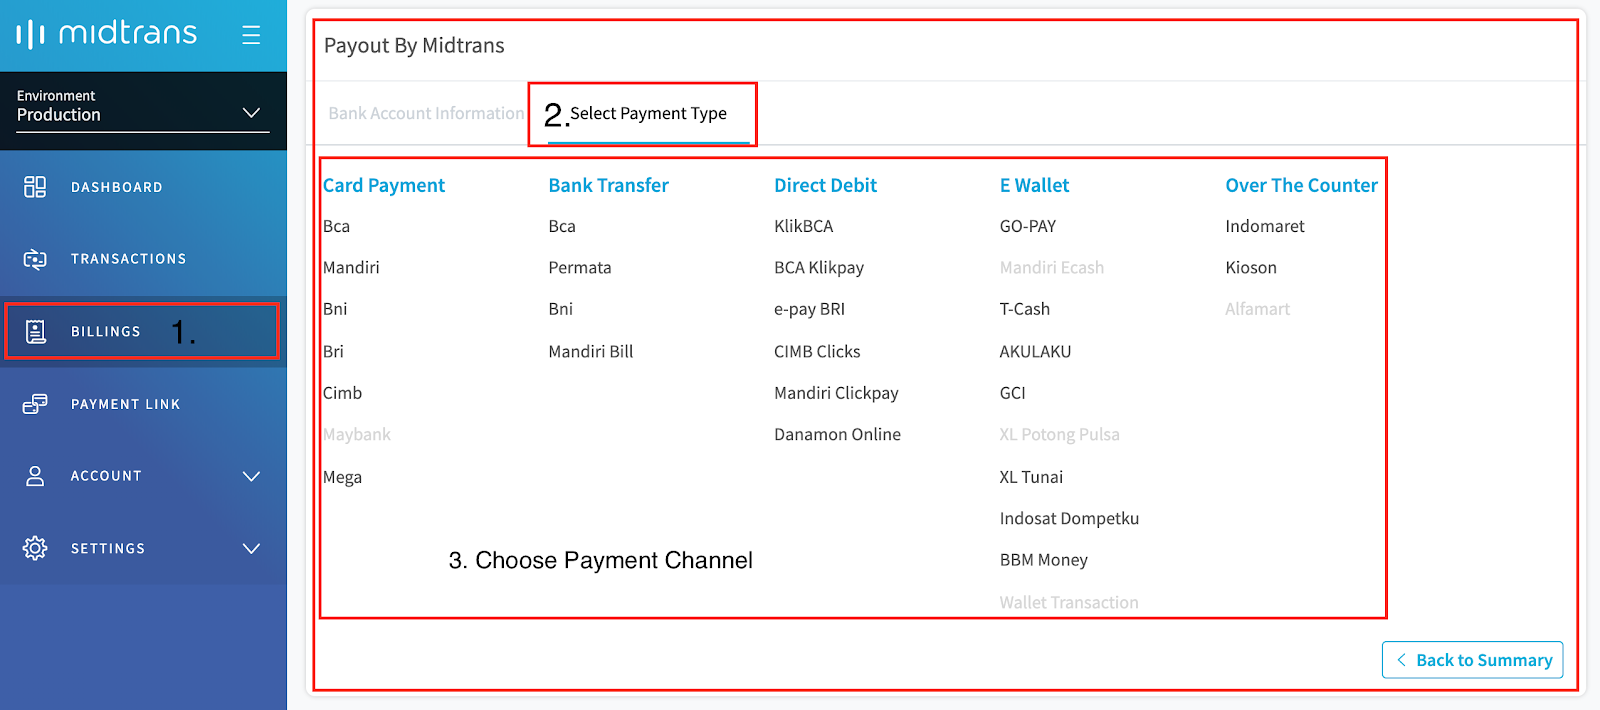 midtrans
Environment
Production
DASHBOARD
TRANSACTIONS
BILLINGS 1.
PAYMENT LINK
ACCOUNT
SETTINGS
Payout By Midtrans
Bank Account Information
2. Select Payment Type
Card Payment
Bca
Mandiri
Bni
Bri
Cimb
Maybank
Mega
Bank Transfer
Bca
Permata
Bni
Mandiri Bill
Direct Debit
KlikBCA
BCA Klikpay
e-pay BRI
CIMB Clicks
Mandiri Clickpay
Danamon Online
E Wallet
GO-PAY
Mandiri Ecash
T-Cash
AKULAKU
GCI
XL Potong Pulsa
XL Tunai
Indosat Dompetku
BBM Money
Wallet Transaction
Over The Counter
Indomaret
Kioson
Alfamart
3. Choose Payment Channel
Back to Summary